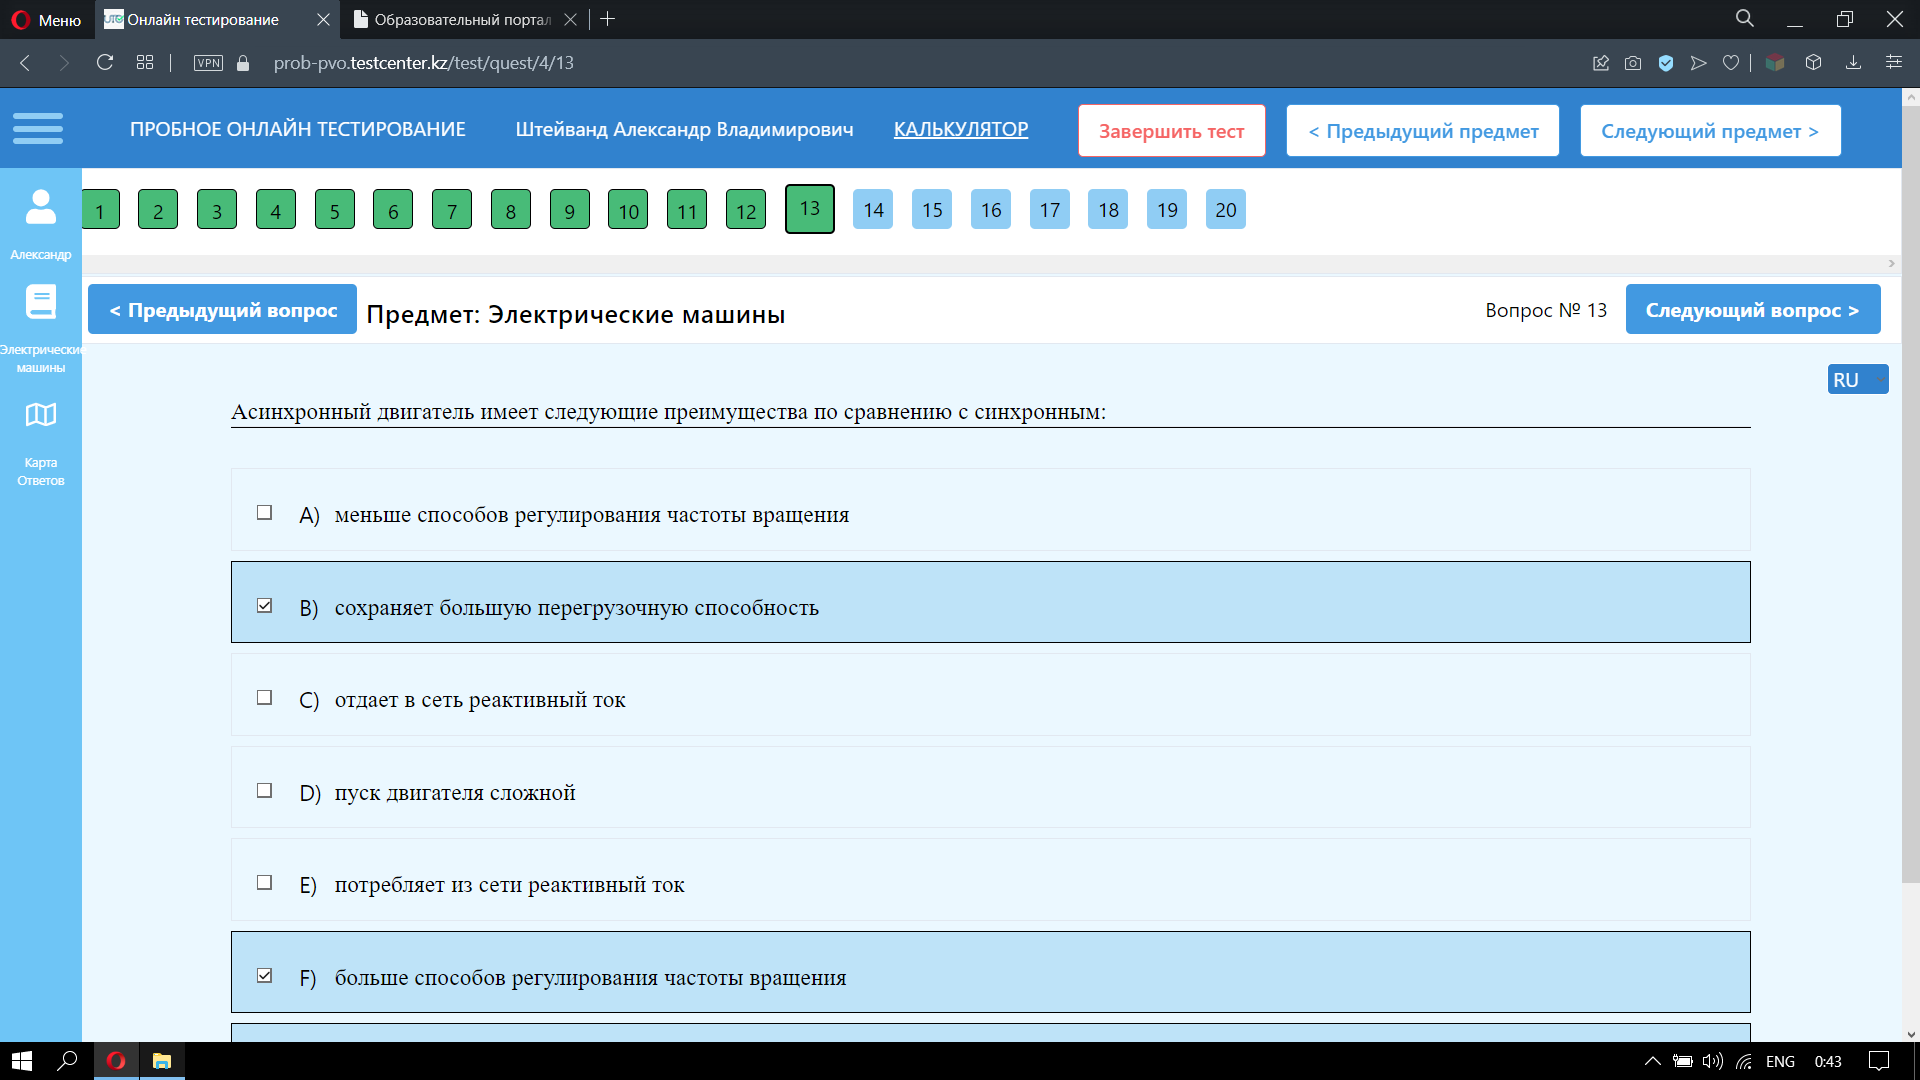 Меню
Онлайн тестирование
Образовательный портал
VPN
prob-pvo.testcenter.kz/test/quest/4/13
ПРОБНОЕ ОНЛАЙН ТЕСТИРОВАНИЕ
Штейванд Александр Владимирович
КАЛЬКУЛЯТОР
Завершить тест
< Предыдущий предмет
Следующий предмет >
1 2 3 4 5 6 7 8 9 10 11 12 13 14 15 16 17 18 19 20
Александр
Электрические
машины
Карта
Ответов
< Предыдущий вопрос
Предмет: Электрические машины
Вопрос № 13
Следующий вопрос >
RU
Асинхронный двигатель имеет следующие преимущества по сравнению с синхронным:
A) меньше способов регулирования частоты вращения
B) сохраняет большую перегрузочную способность
C) отдает в сеть реактивный ток
D) пуск двигателя сложной
E) потребляет из сети реактивный ток
F) больше способов регулирования частоты вращения
ENG
0:43